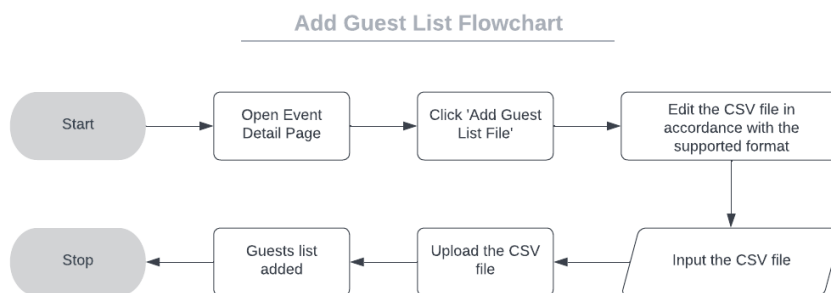 Add Guest List Flowchart
Start
Open Event
Detail Page
Click 'Add Guest
List File'
Edit the CSV file in
accordance with the
supported format
Stop
Guests list
added
Upload the CSV
file
Input the CSV file